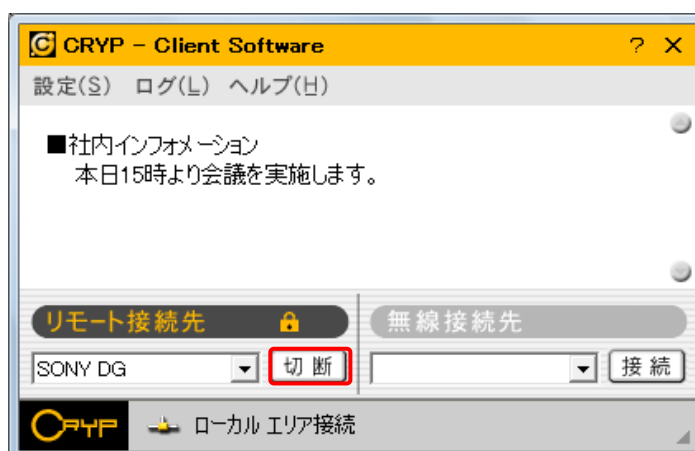 CRYP - Client Software ? ×
設定(S) ログ(L) ヘルプ(H)
■社内インフォメーション
本日15時より会議を実施します。
リモート接続先 無線接続先
SONY DG 切断 接続
CRYP ローカル エリア接続